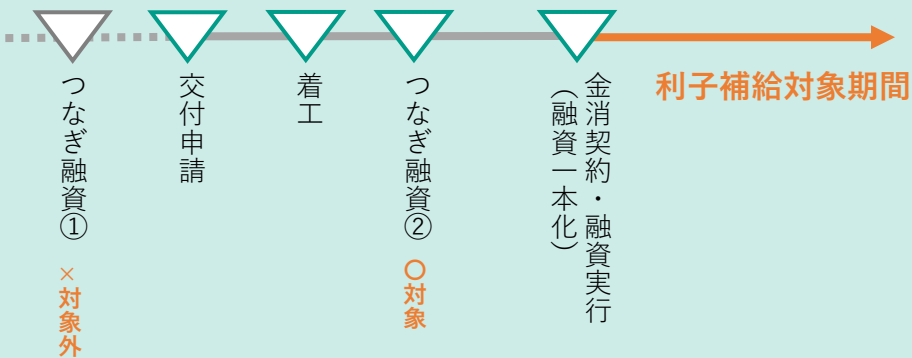 つなぎ融資①
×対象外
交付申請
着工
つなぎ融資②
〇対象
金消契約・融資実行
（融資一本化）
利子補給対象期間